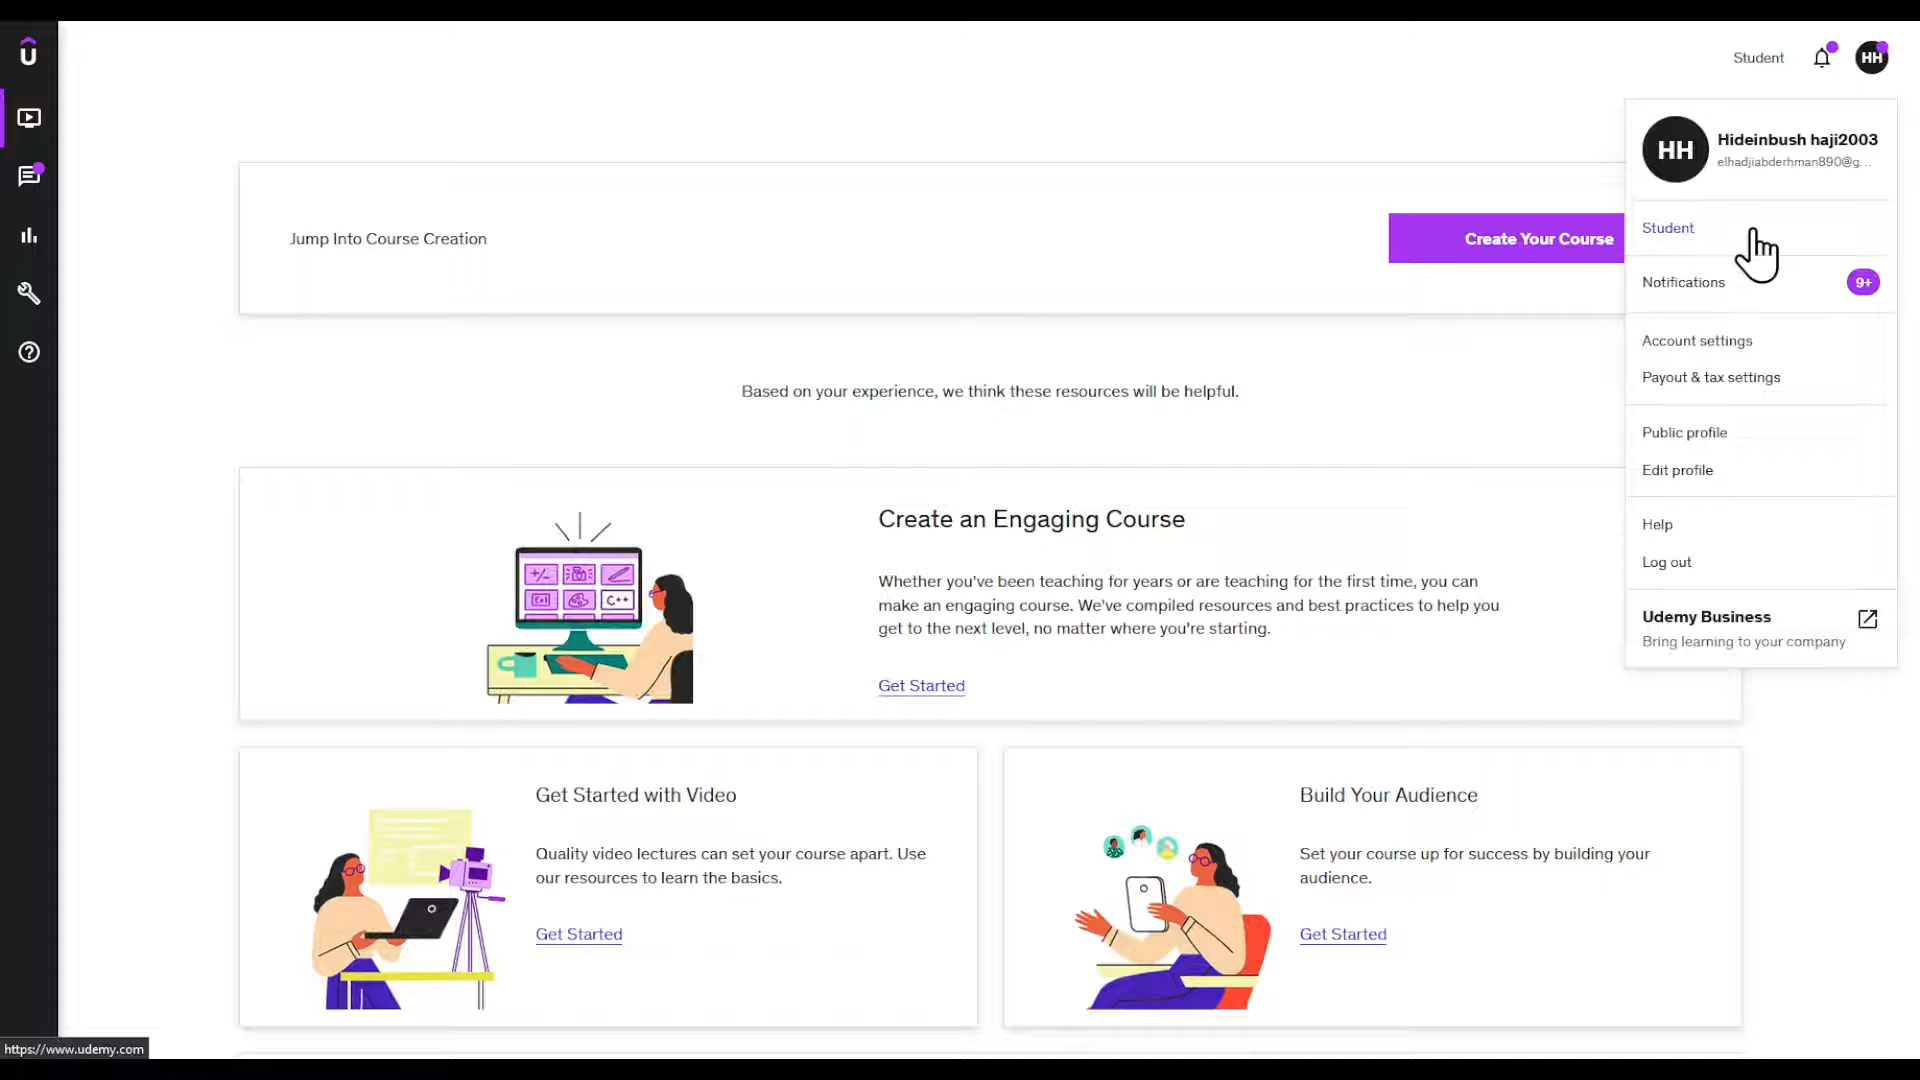 Student
HH
HH
Hideinbush haji2003
elhadjiabderhman890@g...
Student
Notifications
9+
Account settings
Payout & tax settings
Public profile
Edit profile
Help
Log out
Udemy Business
Bring learning to your company
Jump Into Course Creation
Create Your Course
Based on your experience, we think these resources will be helpful.
Create an Engaging Course
Whether you've been teaching for years or are teaching for the first time, you can
make an engaging course. We've compiled resources and best practices to help you
get to the next level, no matter where you're starting.
Get Started
+/-
C++
Get Started with Video
Quality video lectures can set your course apart. Use
our resources to learn the basics.
Get Started
Build Your Audience
Set your course up for success by building your
audience.
Get Started
https://www.udemy.com